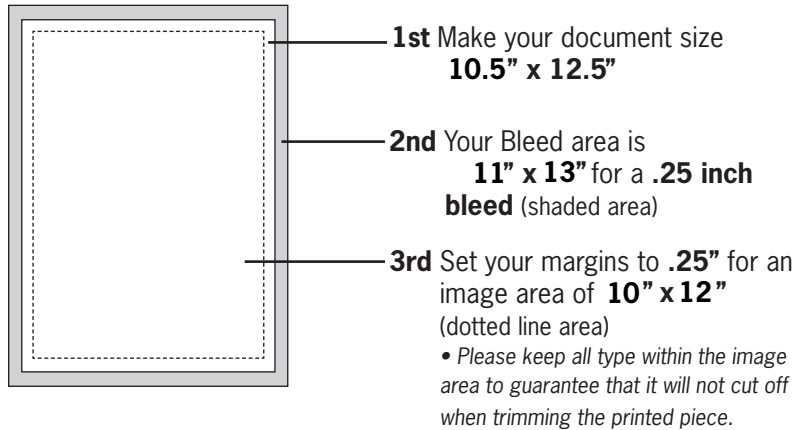 1st Make your document size
10.5” x 12.5”
2nd Your Bleed area is
11” x 13” for a .25 inch
bleed (shaded area)
3rd Set your margins to .25” for an
image area of 10” x 12”
(dotted line area)
• Please keep all type within the image
area to guarantee that it will not cut off
when trimming the printed piece.